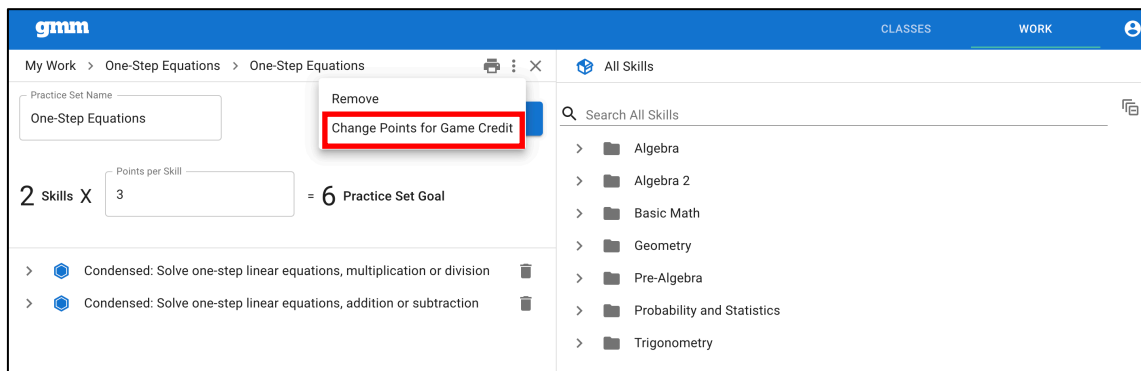 gmm
CLASSES
WORK
My Work > One-Step Equations > One-Step Equations
All Skills
Remove
Change Points for Game Credit
Practice Set Name
One-Step Equations
Search All Skills
2 Skills X
Points per Skill
3
= 6 Practice Set Goal
Condensed: Solve one-step linear equations, multiplication or division
Condensed: Solve one-step linear equations, addition or subtraction
Algebra
Algebra 2
Basic Math
Geometry
Pre-Algebra
Probability and Statistics
Trigonometry